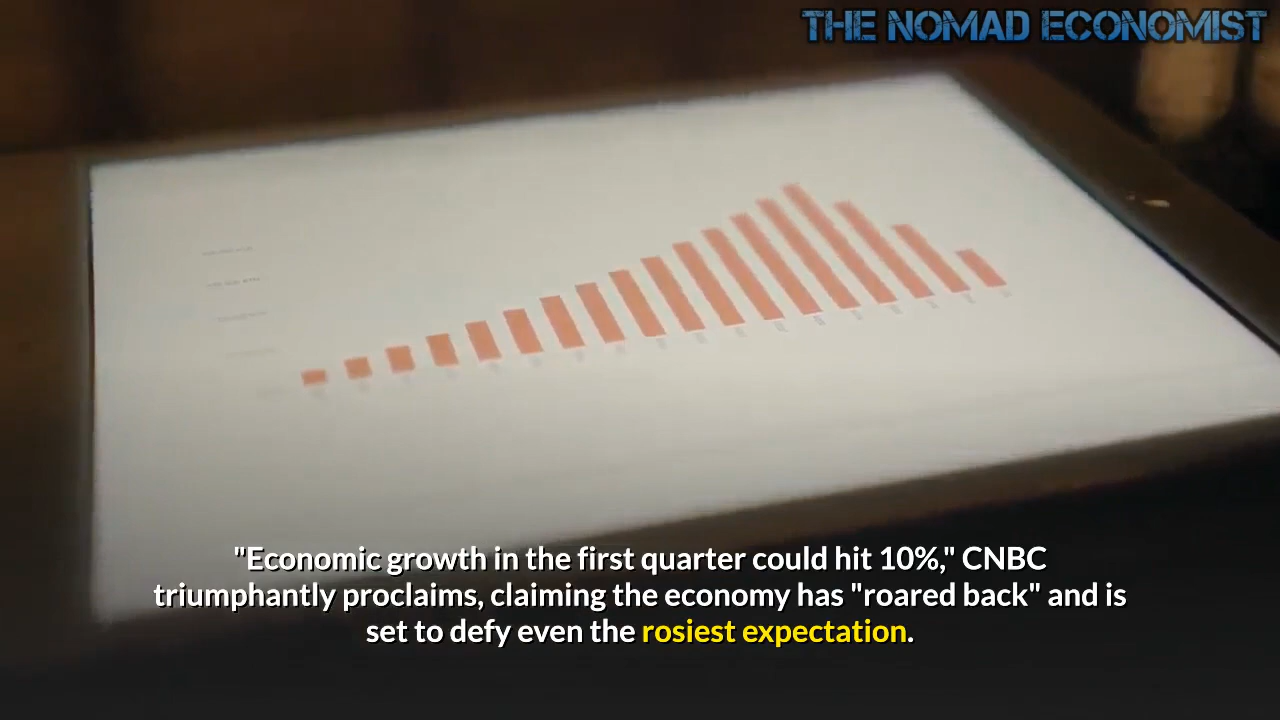 THE NOMAD ECONOMIST
"Economic growth in the first quarter could hit 10%," CNBC
triumphantly proclaims, claiming the economy has "roared back" and is
set to defy even the rosiest expectation.